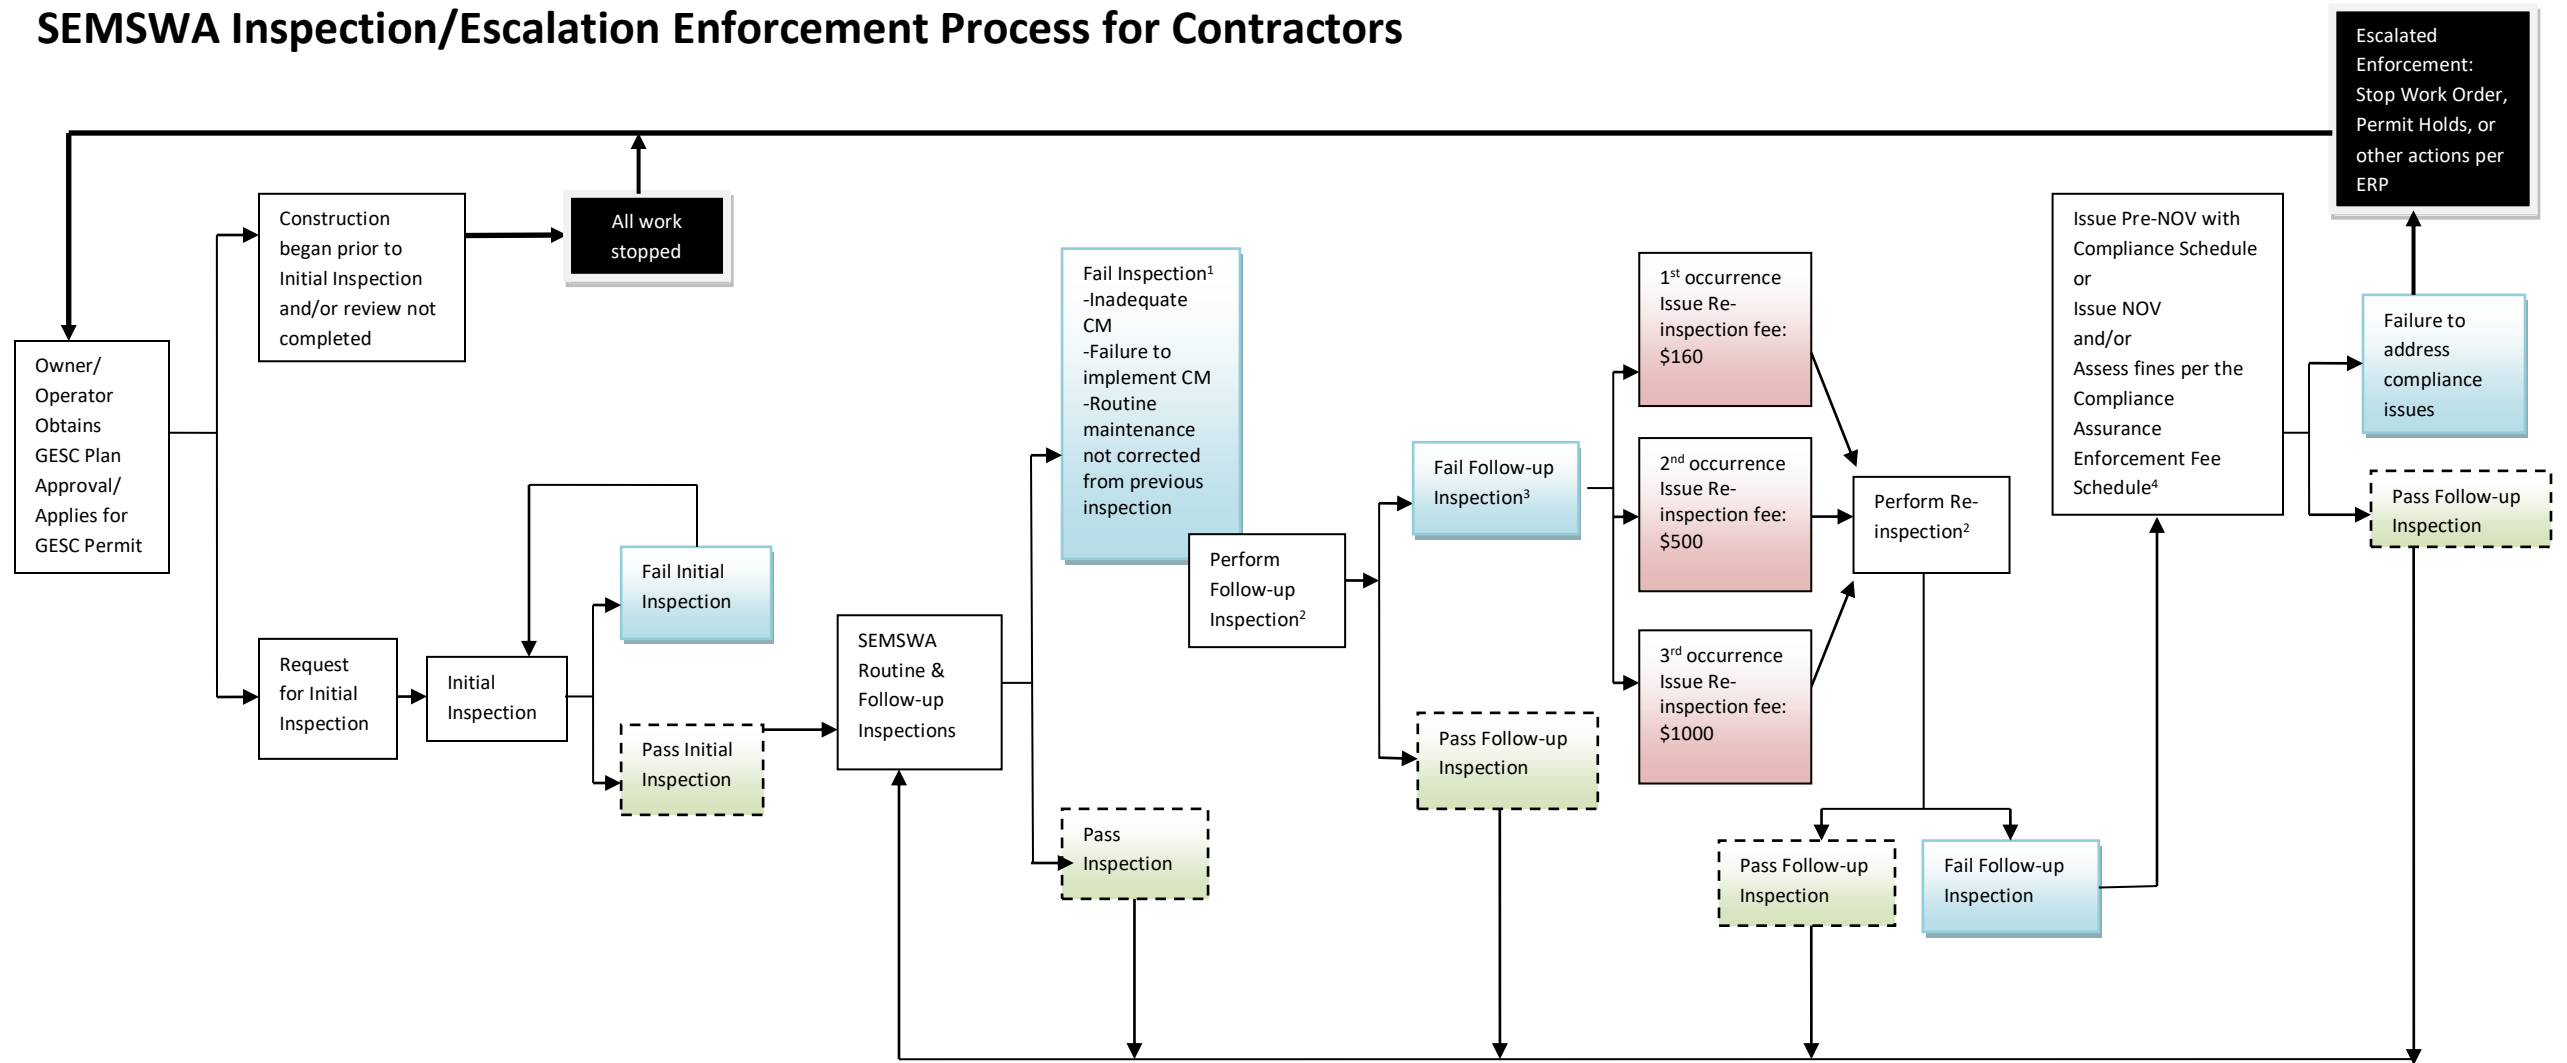 SEMSWA Inspection/Escalation Enforcement Process for Contractors
Escalated
Enforcement:
Stop Work Order,
Permit Holds, or
other actions per
ERP
Construction
began prior to
Initial Inspection
and/or review not
completed
All work
stopped
Owner/
Operator
Obtains
GESC Plan
Approval/
Applies for
GESC Permit
Request
for Initial
Inspection
Initial
Inspection
Fail Initial
Inspection
Pass Initial
Inspection
SEMSWA
Routine &
Follow-up
Inspections
Fail Inspection¹
-Inadequate
CM
-Failure to
implement CM
-Routine
maintenance
not corrected
from previous
inspection
Pass
Inspection
Perform
Follow-up
Inspection²
Fail Follow-up
Inspection³
Pass Follow-up
Inspection
1st occurrence
Issue Re-
inspection fee:
$160
2nd occurrence
Issue Re-
inspection fee:
$500
3rd occurrence
Issue Re-
inspection fee:
$1000
Perform Re-
inspection²
Pass Follow-up
Inspection
Fail Follow-up
Inspection
Issue Pre-NOV with
Compliance Schedule
or
Issue NOV
and/or
Assess fines per the
Compliance
Assurance
Enforcement Fee
Schedule⁴
Failure to
address
compliance
issues
Pass Follow-up
Inspection